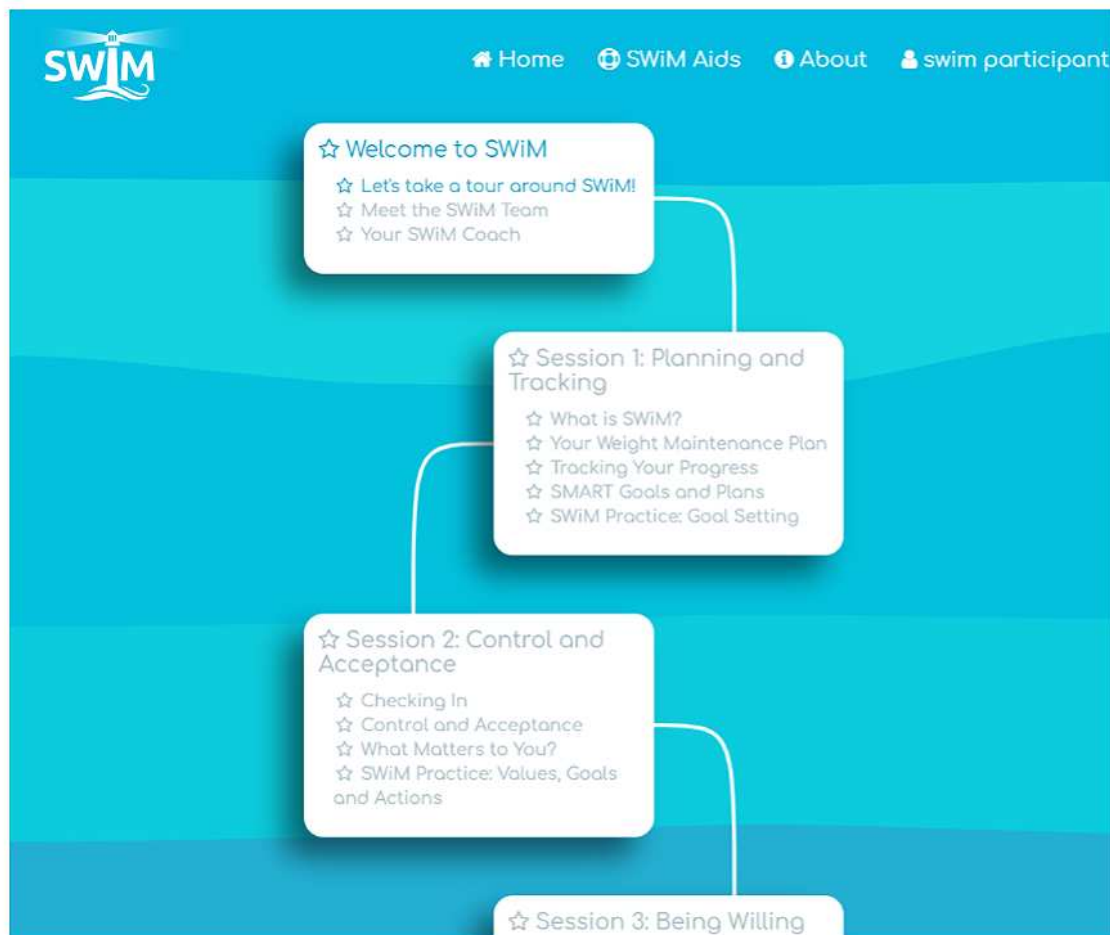 SWiM
Home SWiM Aids About swim participant
Welcome to SWiM
Let's take a tour around SWiM!
Meet the SWiM Team
Your SWiM Coach
Session 1: Planning and
Tracking
What is SWiM?
Your Weight Maintenance Plan
Tracking Your Progress
SMART Goals and Plans
SWiM Practice: Goal Setting
Session 2: Control and
Acceptance
Checking In
Control and Acceptance
What Matters to You?
SWiM Practice: Values, Goals
and Actions
Session 3: Being Willing